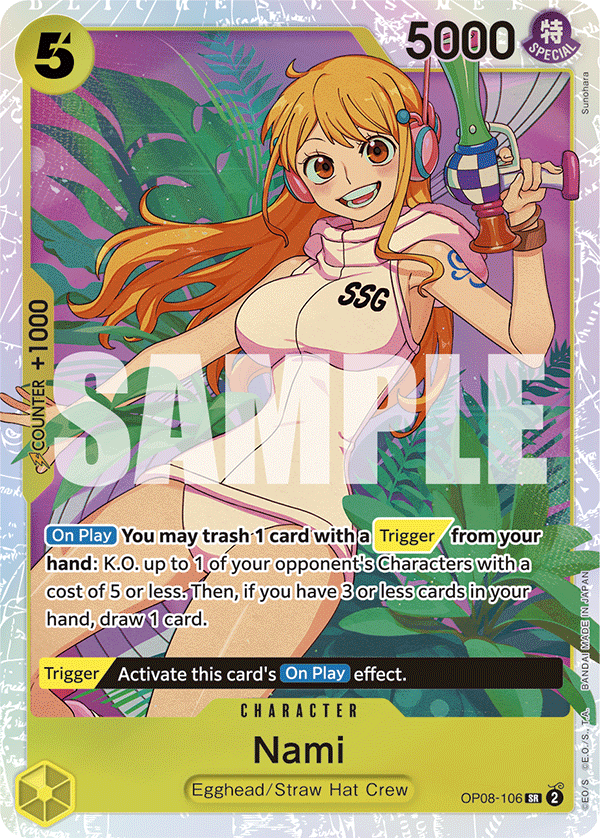 5
5000
特
SPECIAL
Sunohara
SSG
COUNTER +1000
SAMPLE
On Play You may trash 1 card with a Trigger from your
hand: K.O. up to 1 of your opponent's Characters with a
cost of 5 or less. Then, if you have 3 or less cards in your
hand, draw 1 card.
Trigger Activate this card's On Play effect.
CHARACTER
Nami
Egghead/Straw Hat Crew
OP08-106 SR 2
©E.O/S ©E.O./S., T.A. BANDAI MADE IN JAPAN